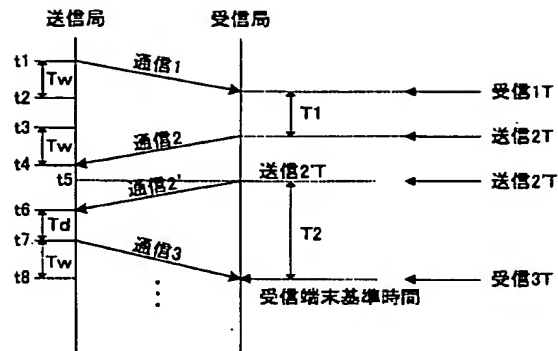 送信局 受信局
t1
Tw
通信1
t2
受信1T
T1
t3
Tw
通信2
送信2T
t4
t5
通信2'
送信2'T
送信2'T
t6
Td
T2
t7
通信3
Tw
t8
受信3T
受信端末基準時間